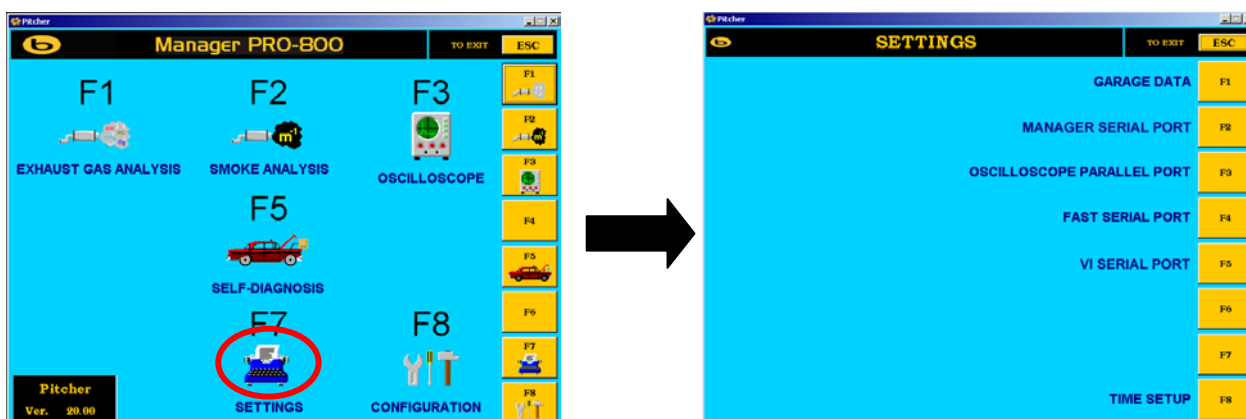 Pitcher
b
Manager PRO-800
TO EXIT
ESC
F1
F2
F3
EXHAUST GAS ANALYSIS
SMOKE ANALYSIS
OSCILLOSCOPE
m-1
F5
SELF-DIAGNOSIS
F7
F8
SETTINGS
CONFIGURATION
Pitcher
Ver. 20.00
F1
F2
F3
F4
F5
F6
F7
F8
Pitcher
b
SETTINGS
TO EXIT
ESC
GARAGE DATA F1
MANAGER SERIAL PORT F2
OSCILLOSCOPE PARALLEL PORT F3
FAST SERIAL PORT F4
VI SERIAL PORT F5
F6
F7
TIME SETUP F8